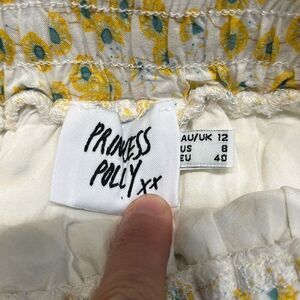 PRINCESS
POLLY xx
AU/UK 12
US 8
EU 40